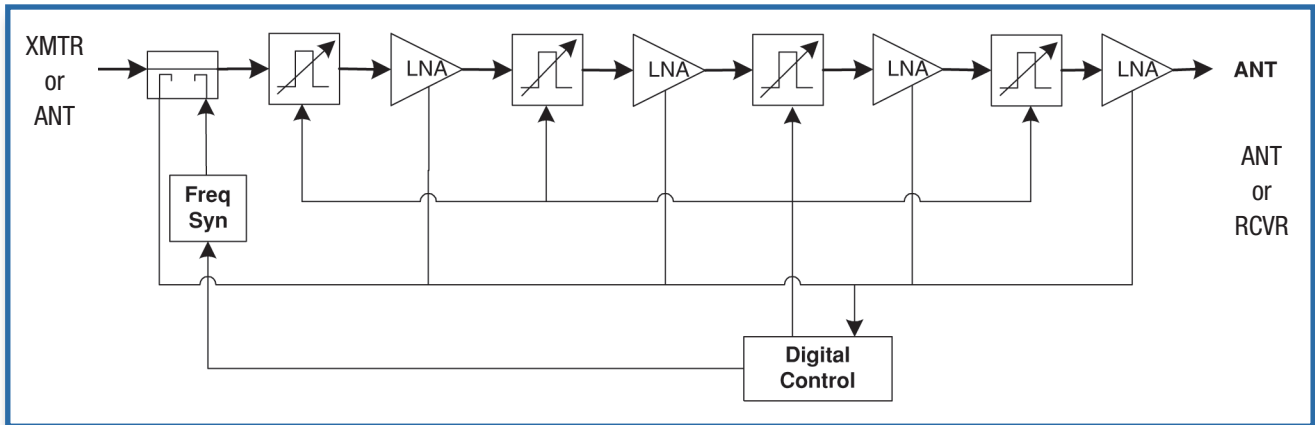 XMTR
or
ANT
LNA
LNA
LNA
LNA
ANT
ANT
or
RCVR
Freq
Syn
Digital
Control